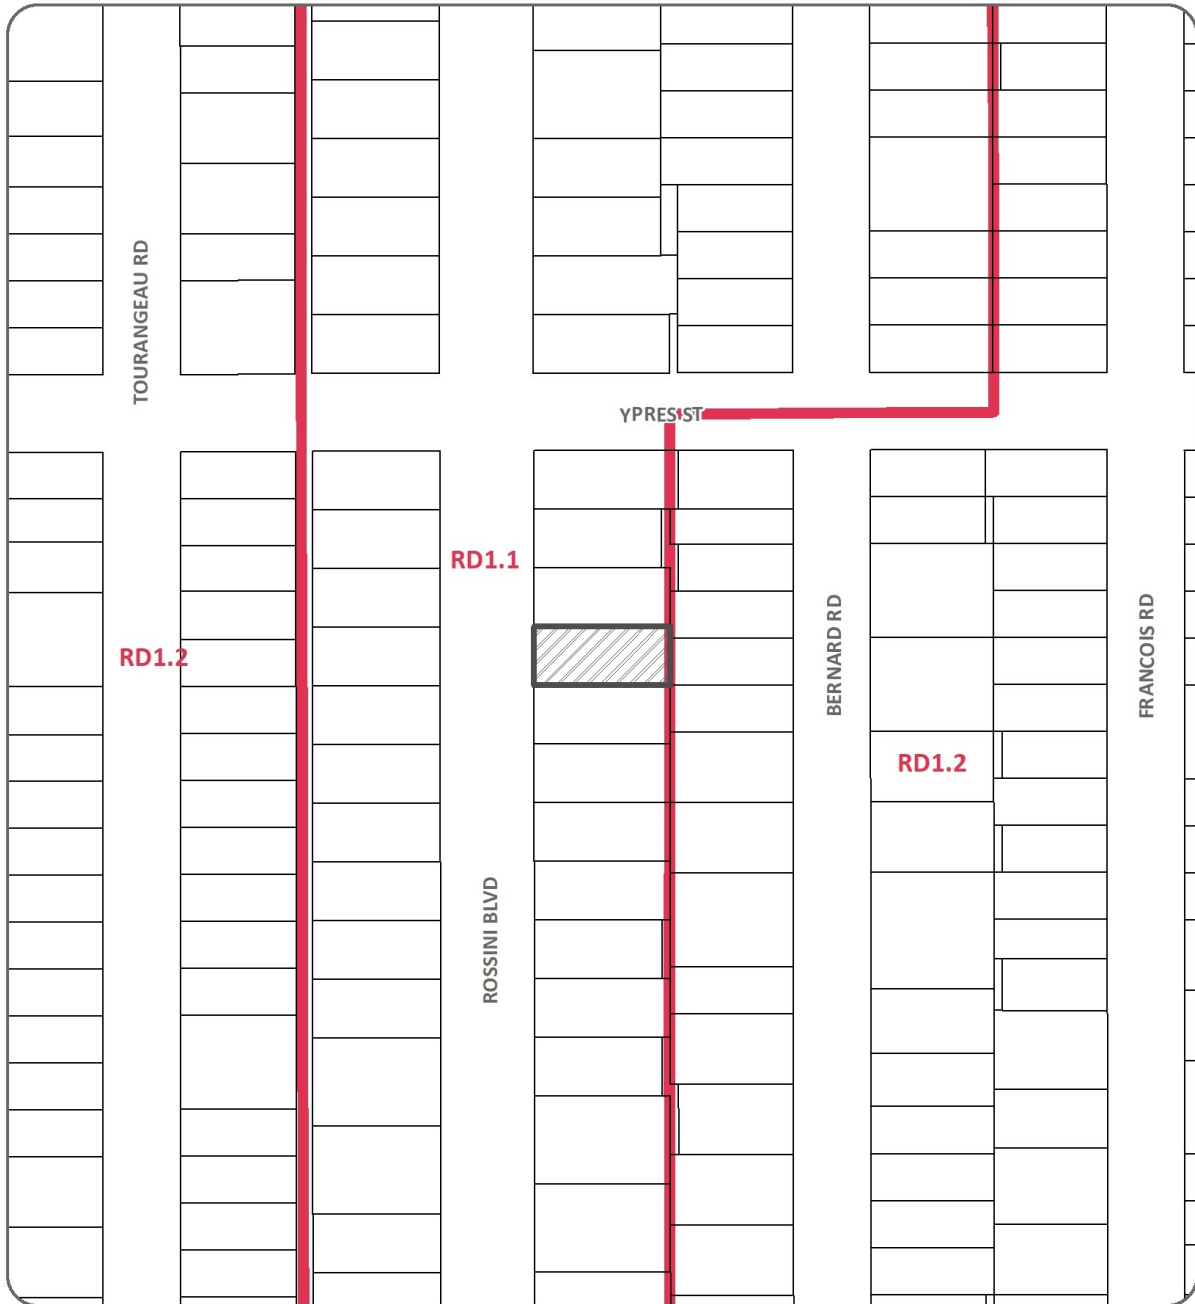 TOURANGEAU RD
YPRES ST
RD1.1
RD1.2
BERNARD RD
FRANCOIS RD
RD1.2
ROSSINI BLVD